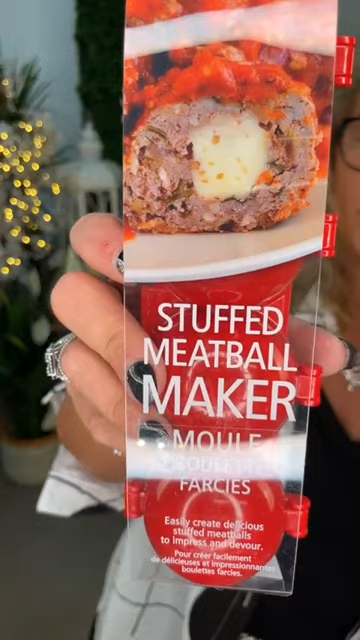 STUFFED
MEATBALL
MAKER
MOULE
FARCIES
Easily create delicious
stuffed meatballs
to impress and devour.
Pour créer facilement
de délicieuses et impressionnantes
boulettes farcies.